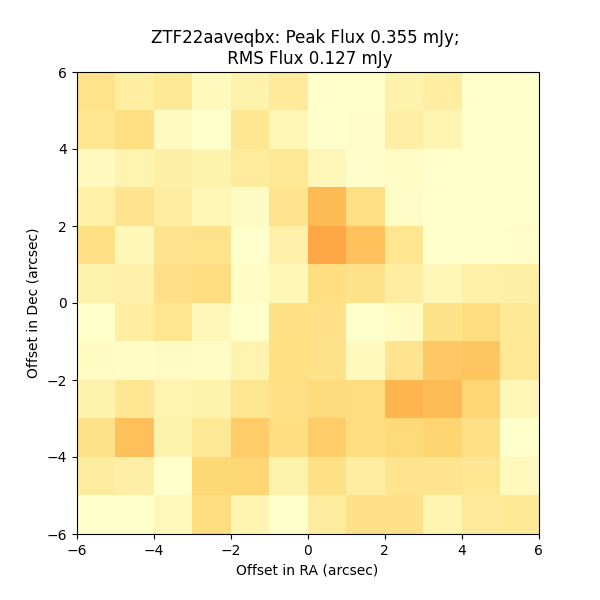 ZTF22aaveqbx: Peak Flux 0.355 mJy;
RMS Flux 0.127 mJy
6
4
2
0
−2
−4
−6
Offset in Dec (arcsec)
−6 −4 −2 0 2 4 6
Offset in RA (arcsec)